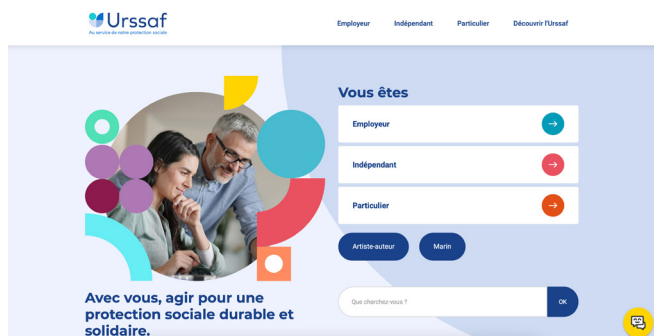 Urssaf
Au service de notre protection sociale
Employeur
Indépendant
Particulier
Découvrir l'Urssaf
Vous êtes
Employeur
Indépendant
Particulier
Artiste-auteur
Marin
Que cherchez-vous ?
OK
Avec vous, agir pour une
protection sociale durable et
solidaire.